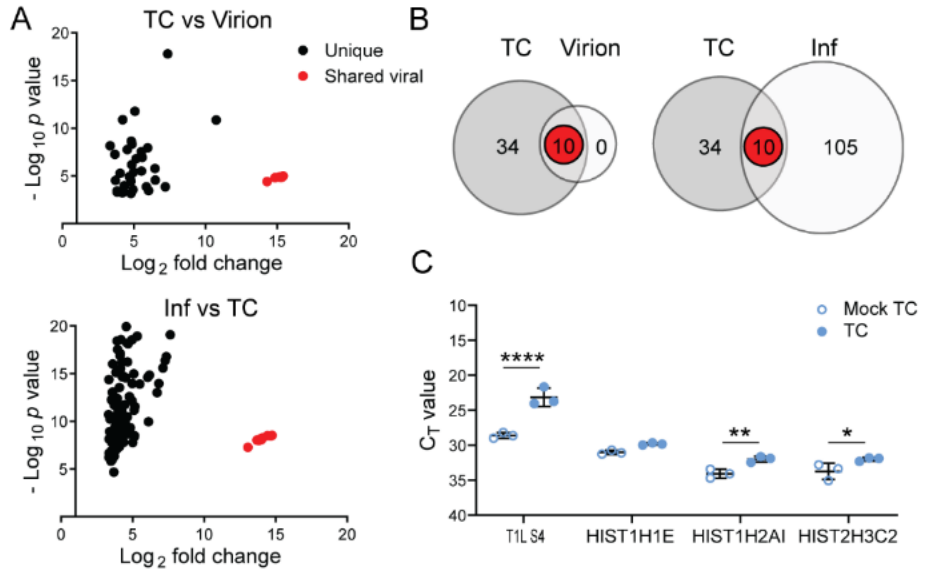 A
TC vs Virion
Unique
Shared viral
- Log10 p value
20
15
10
5
0
5
10
15
20
Log2 fold change
Inf vs TC
- Log10 p value
20
15
10
5
0
5
10
15
20
Log2 fold change
B
TC
Virion
34
10
0
TC
Inf
34
10
105
C
Mock TC
TC
CT value
10
15
20
25
30
35
40
****
**
*
T1L S4
HIST1H1E
HIST1H2AI
HIST2H3C2